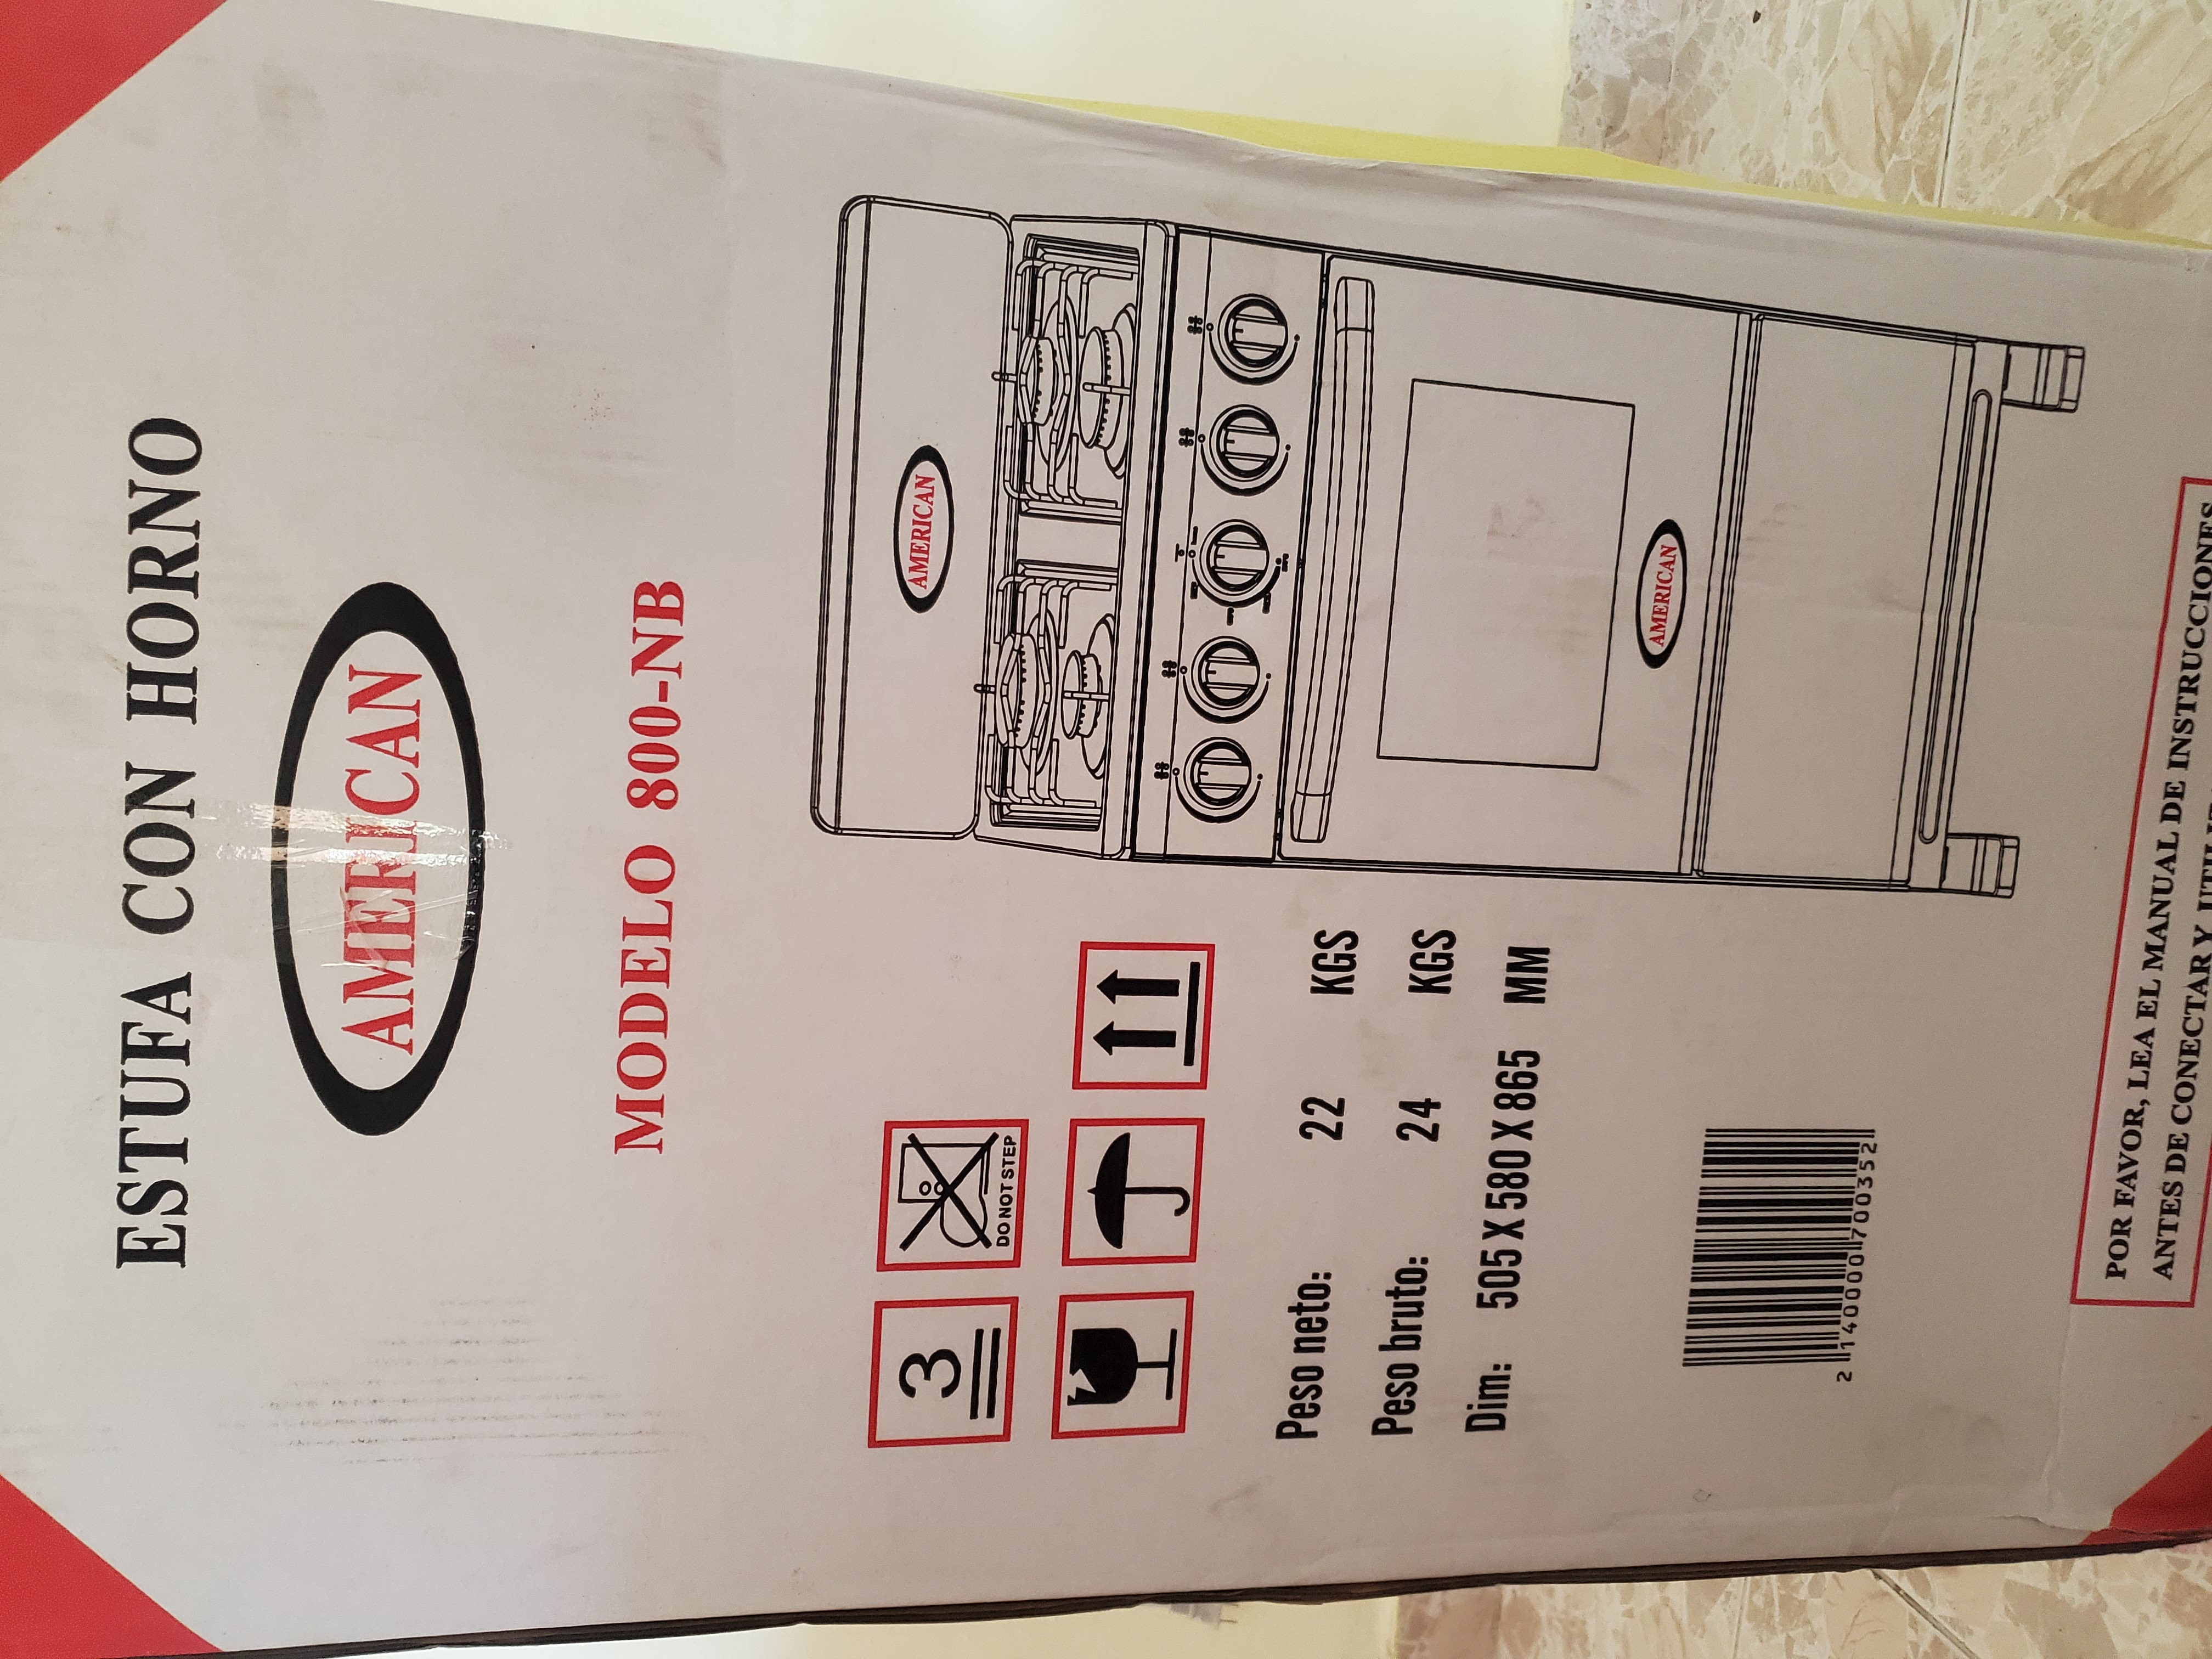 ESTUFA CON HORNO
AMERICAN
MODELO 800-NB
AMERICAN
AMERICAN
3
DO NOT STEP
Peso neto: 22 KGS
Peso bruto: 24 KGS
Dim: 505 X 580 X 865 MM
2 140000 700352
POR FAVOR, LEA EL MANUAL DE INSTRUCCIONES
ANTES DE CONECTAR Y